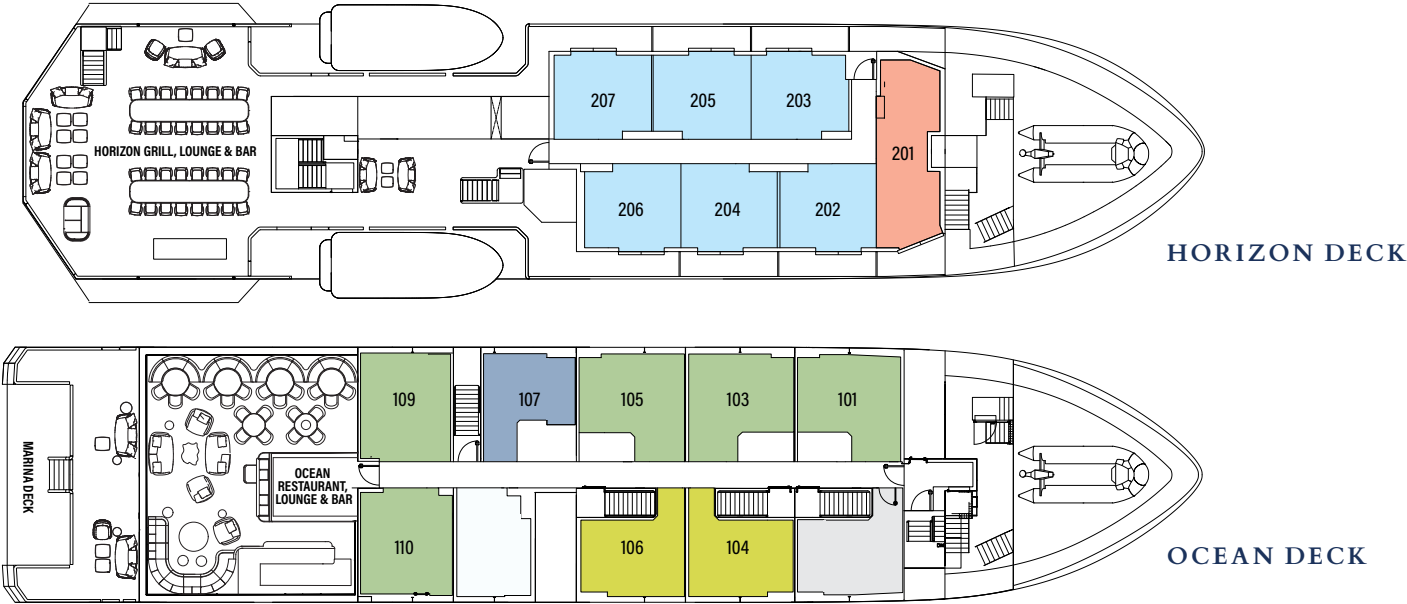 207
205
203
HORIZON GRILL, LOUNGE & BAR
201
206
204
202
HORIZON DECK
109
107
105
103
101
MARINA DECK
OCEAN
RESTAURANT,
LOUNGE & BAR
110
106
104
OCEAN DECK